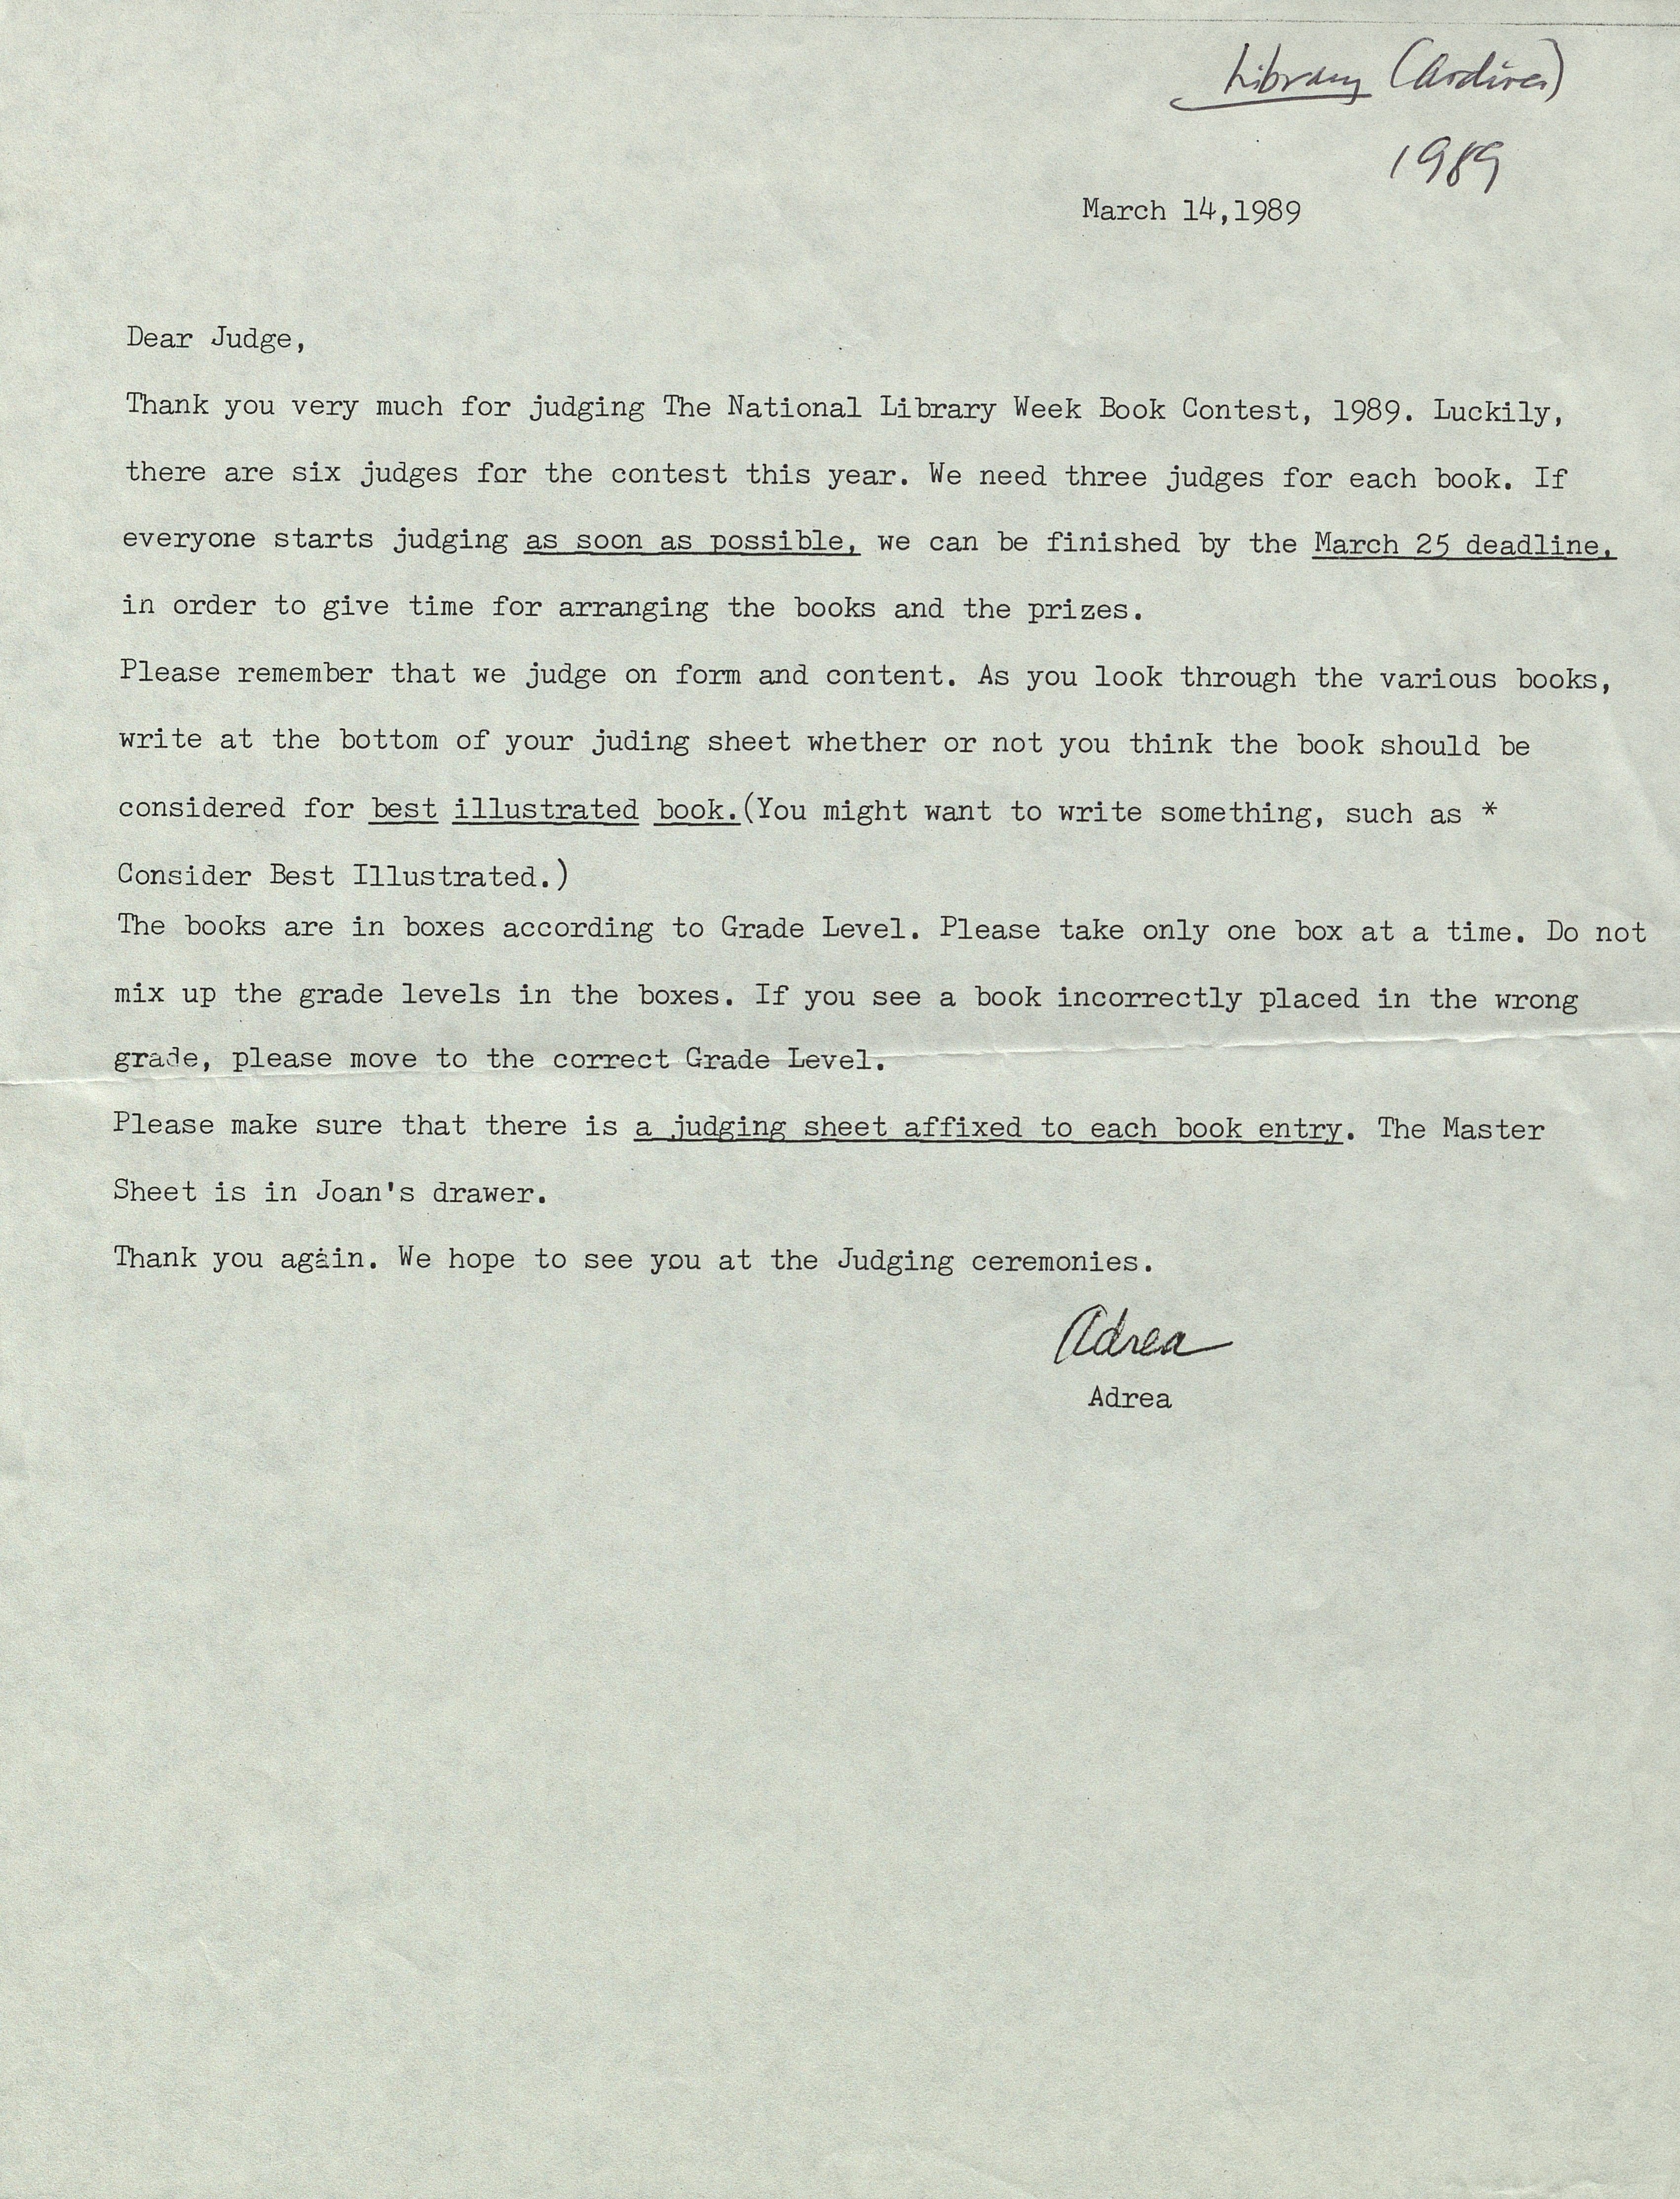 Library (Archives)
1989
March 14,1989
Dear Judge,
Thank you very much for judging The National Library Week Book Contest, 1989. Luckily,
there are six judges for the contest this year. We need three judges for each book. If
everyone starts judging as soon as possible, we can be finished by the March 25 deadline,
in order to give time for arranging the books and the prizes.
Please remember that we judge on form and content. As you look through the various books,
write at the bottom of your juding sheet whether or not you think the book should be
considered for best illustrated book.(You might want to write something, such as *
Consider Best Illustrated.)
The books are in boxes according to Grade Level. Please take only one box at a time. Do not
mix up the grade levels in the boxes. If you see a book incorrectly placed in the wrong
grade, please move to the correct Grade Level.
Please make sure that there is a judging sheet affixed to each book entry. The Master
Sheet is in Joan's drawer.
Thank you again. We hope to see you at the Judging ceremonies.
Adrea
Adrea